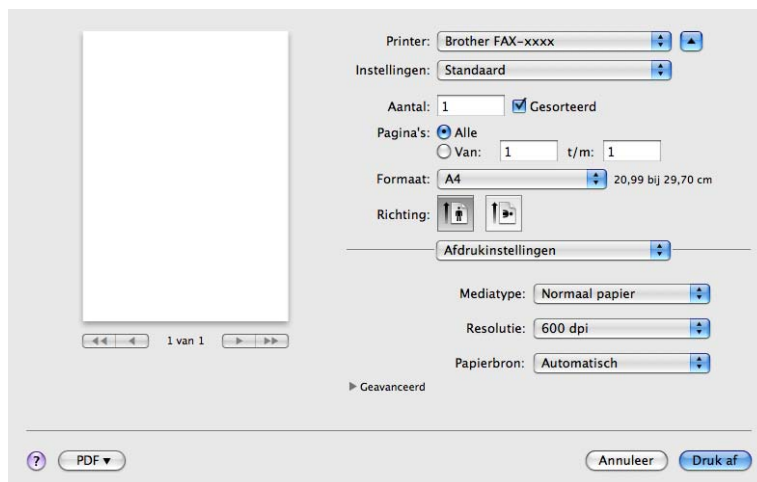 Printer: Brother FAX-xxxx
Instellingen: Standaard
Aantal: 1 Gesorteerd
Pagina's: Alle
Van: 1 t/m: 1
Formaat: A4 20,99 bij 29,70 cm
Richting:
Afdrukinstellingen
Mediatype: Normaal papier
Resolutie: 600 dpi
Papierbron: Automatisch
Geavanceerd
1 van 1
? PDF▼ Annuleer Druk af